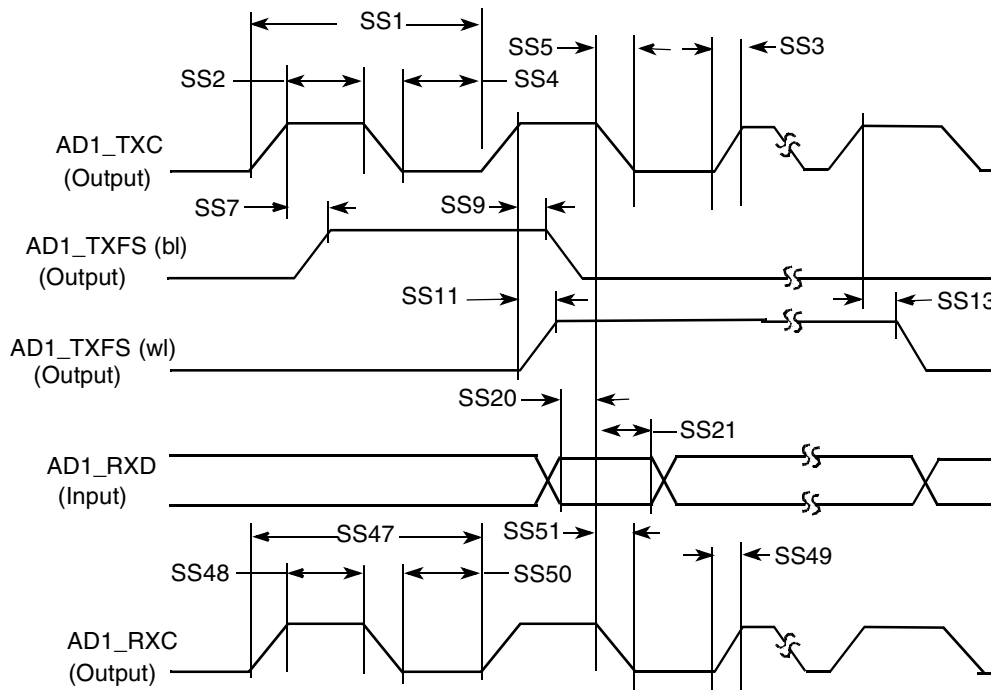 SS1
SS5
SS3
SS2
SS4
AD1_TXC
(Output)
SS7
SS9
AD1_TXFS (bl)
(Output)
SS11
SS13
AD1_TXFS (wl)
(Output)
SS20
SS21
AD1_RXD
(Input)
SS47
SS51
SS49
SS48
SS50
AD1_RXC
(Output)